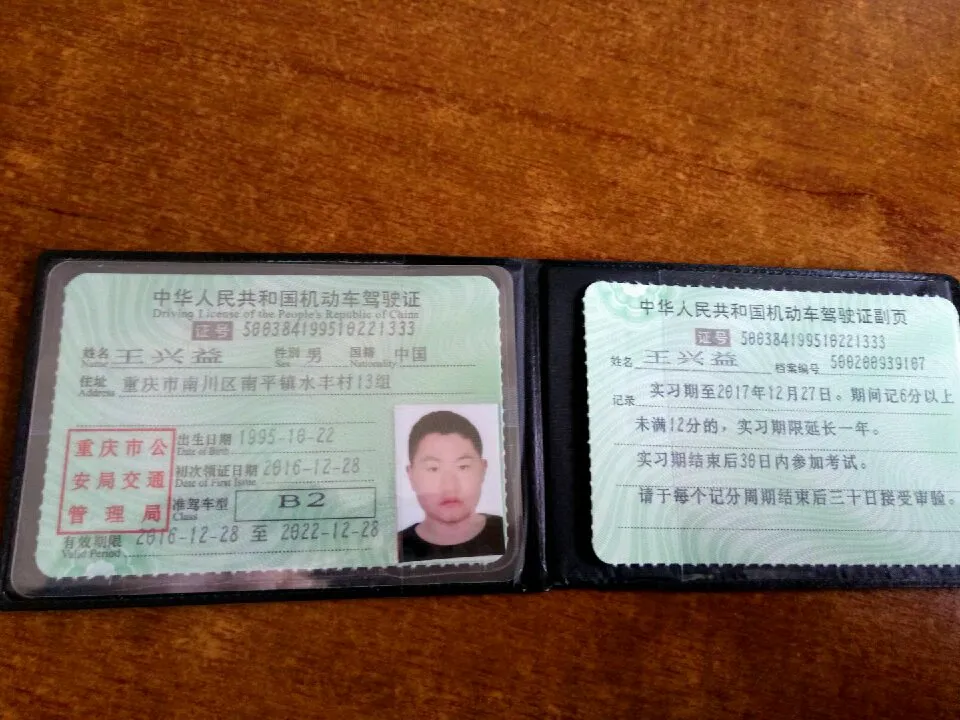 中华人民共和国机动车驾驶证
Driving License of the People's Republic of China
证号 500384199510221333
姓名 王兴益 性别 男 国籍 中国
Name Sex Nationality
住址 重庆市南川区南平镇水丰村13组
Address
重庆市公
安局交通
管理局
出生日期 1995-10-22
Date of Birth
初次领证日期 2016-12-28
Date of First Issue
准驾车型 B2
Class
有效期限 2016-12-28 至 2022-12-28
Valid Period
中华人民共和国机动车驾驶证副页
证号 500384199510221333
姓名 王兴益 档案编号 500200939107
记录 实习期至2017年12月27日。期间记6分以上
未满12分的，实习期限延长一年。
实习期结束后30日内参加考试。
请于每个记分周期结束后三十日接受审验。